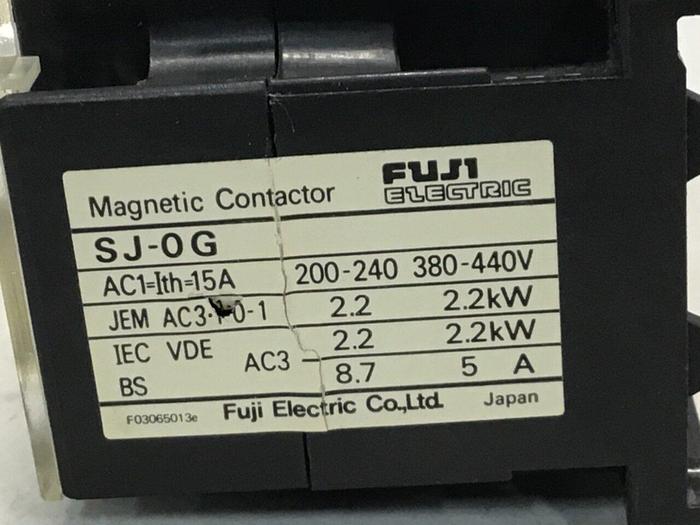 Magnetic Contactor FUJI ELECTRIC
SJ-0G
AC1=Ith=15A 200-240 380-440V
JEM AC3· 0-1 2.2 2.2kW
IEC VDE AC3 2.2 2.2kW
BS 8.7 5 A
F03065013e Fuji Electric Co.,Ltd. Japan